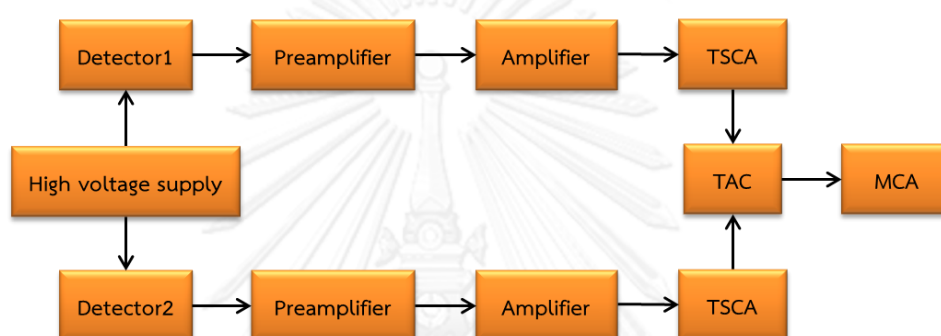 Detector1
Preamplifier
Amplifier
TSCA
High voltage supply
TAC
MCA
Detector2
Preamplifier
Amplifier
TSCA